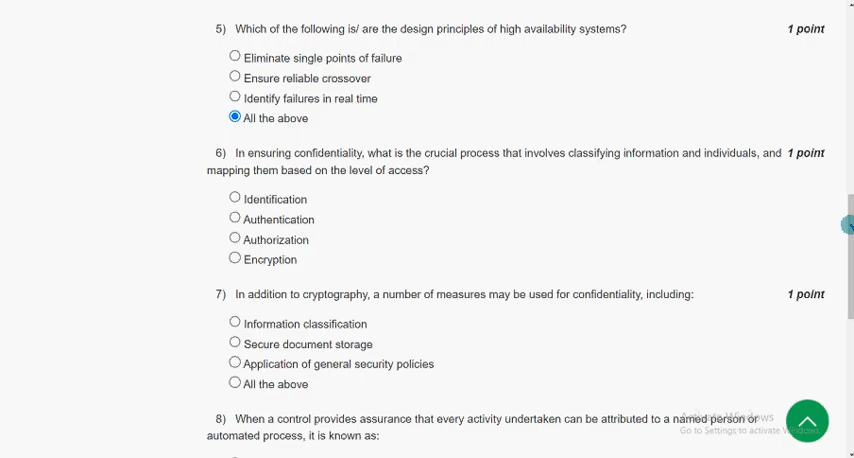 5) Which of the following is/ are the design principles of high availability systems? 1 point
Eliminate single points of failure
Ensure reliable crossover
Identify failures in real time
All the above
6) In ensuring confidentiality, what is the crucial process that involves classifying information and individuals, and 1 point
mapping them based on the level of access?
Identification
Authentication
Authorization
Encryption
7) In addition to cryptography, a number of measures may be used for confidentiality, including: 1 point
Information classification
Secure document storage
Application of general security policies
All the above
8) When a control provides assurance that every activity undertaken can be attributed to a named person or
Activate Windows
automated process, it is known as:
Go to Settings to activate Windows.